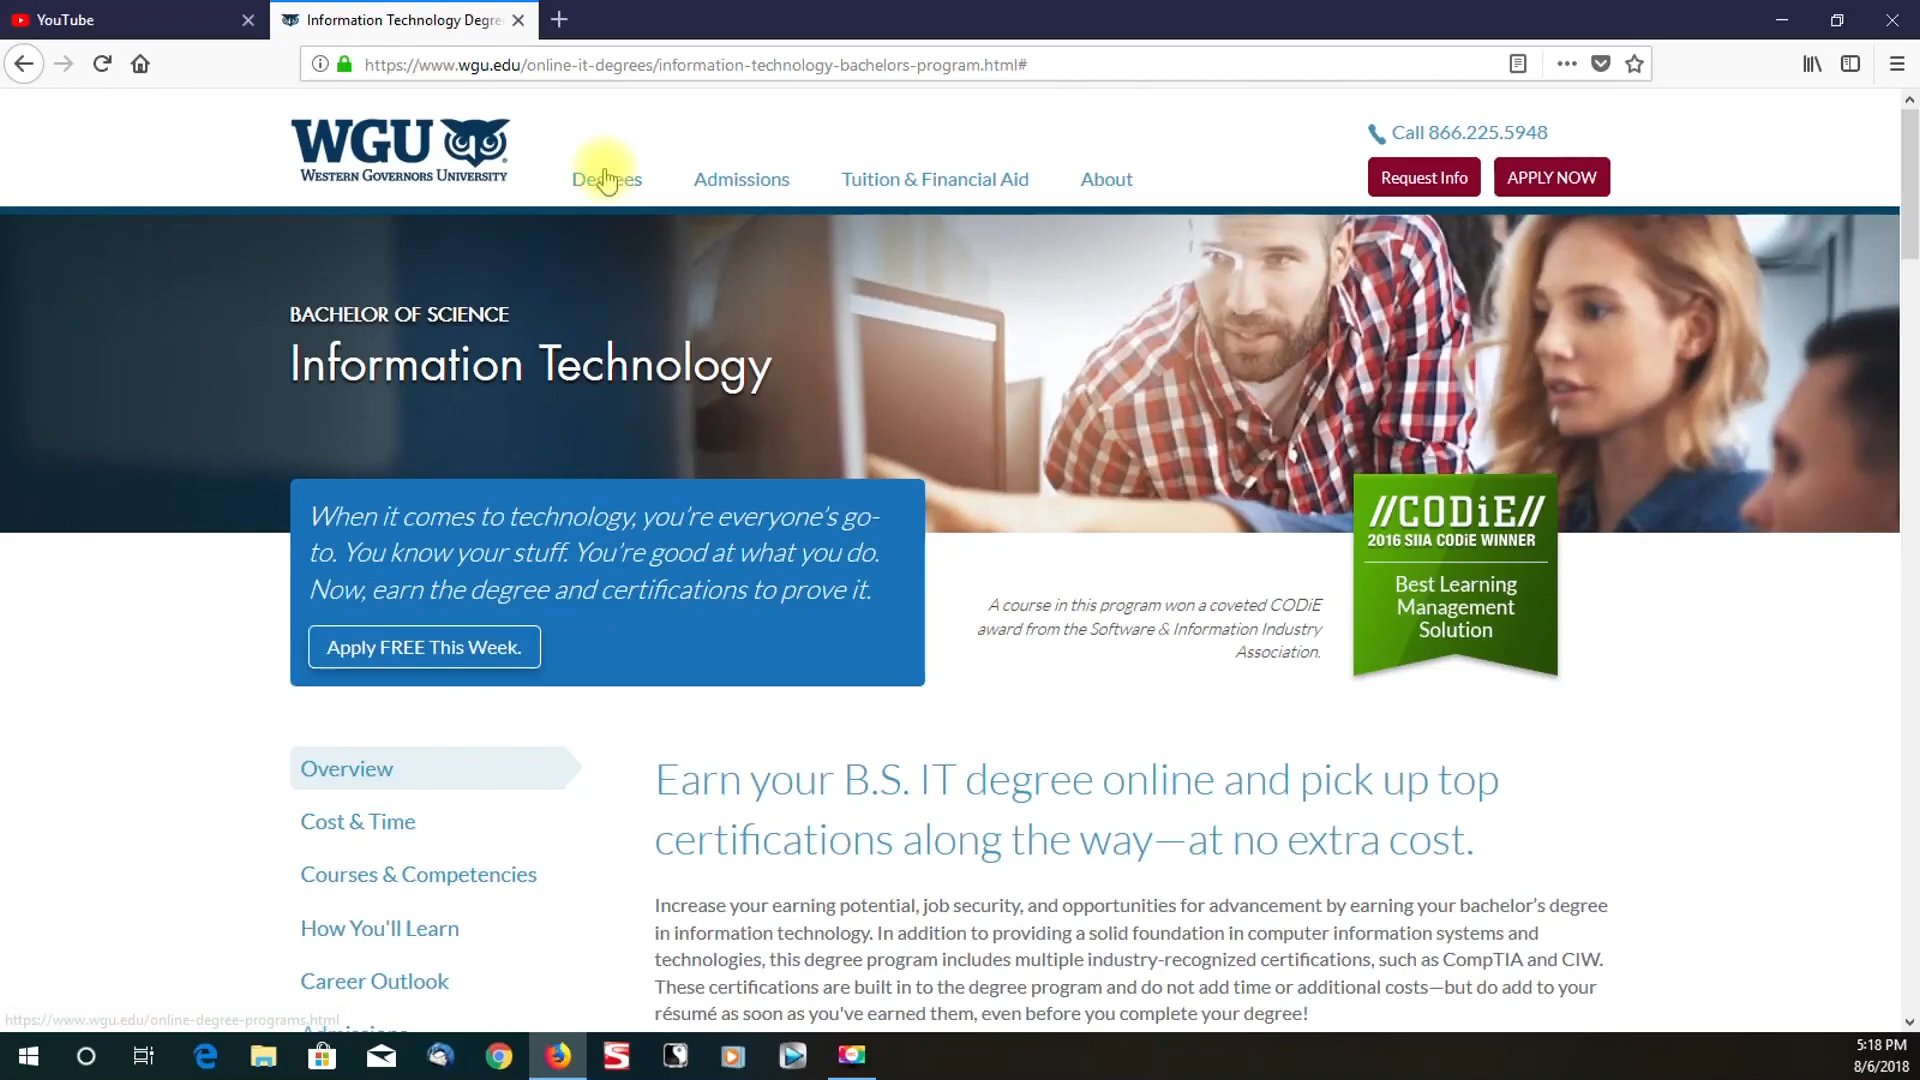 YouTube
Information Technology Degre
https://www.wgu.edu/online-it-degrees/information-technology-bachelors-program.html#
WGU
WESTERN GOVERNORS UNIVERSITY
Degrees
Admissions
Tuition & Financial Aid
About
Call 866.225.5948
Request Info
APPLY NOW
BACHELOR OF SCIENCE
Information Technology
When it comes to technology, you're everyone's go-
to. You know your stuff. You're good at what you do.
Now, earn the degree and certifications to prove it.
Apply FREE This Week.
A course in this program won a coveted CODiE
award from the Software & Information Industry
Association.
//CODiE//
2016 SIIA CODiE WINNER
Best Learning
Management
Solution
Overview
Cost & Time
Courses & Competencies
How You'll Learn
Career Outlook
Admissions
Earn your B.S. IT degree online and pick up top
certifications along the way—at no extra cost.
Increase your earning potential, job security, and opportunities for advancement by earning your bachelor's degree
in information technology. In addition to providing a solid foundation in computer information systems and
technologies, this degree program includes multiple industry-recognized certifications, such as CompTIA and CIW.
These certifications are built in to the degree program and do not add time or additional costs—but do add to your
résumé as soon as you've earned them, even before you complete your degree!
https://www.wgu.edu/online-degree-programs.html
5:18 PM
8/6/2018